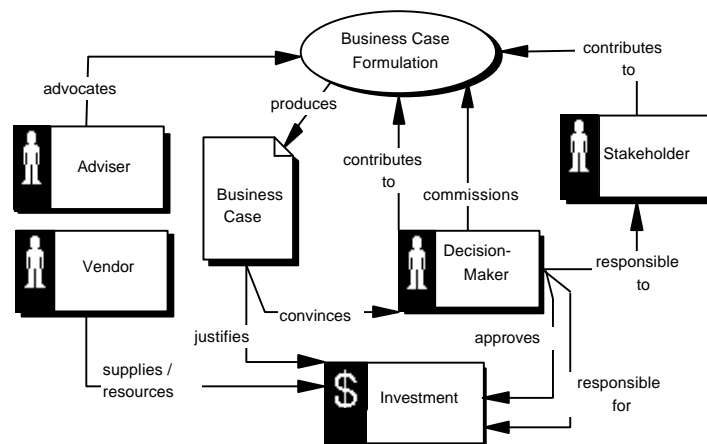 Business Case
Formulation
contributes
to
advocates
produces
Adviser
Stakeholder
contributes
to
Business
Case
commissions
Vendor
Decision-
Maker
responsible
to
convinces
justifies
approves
supplies /
resources
$
Investment
responsible
for